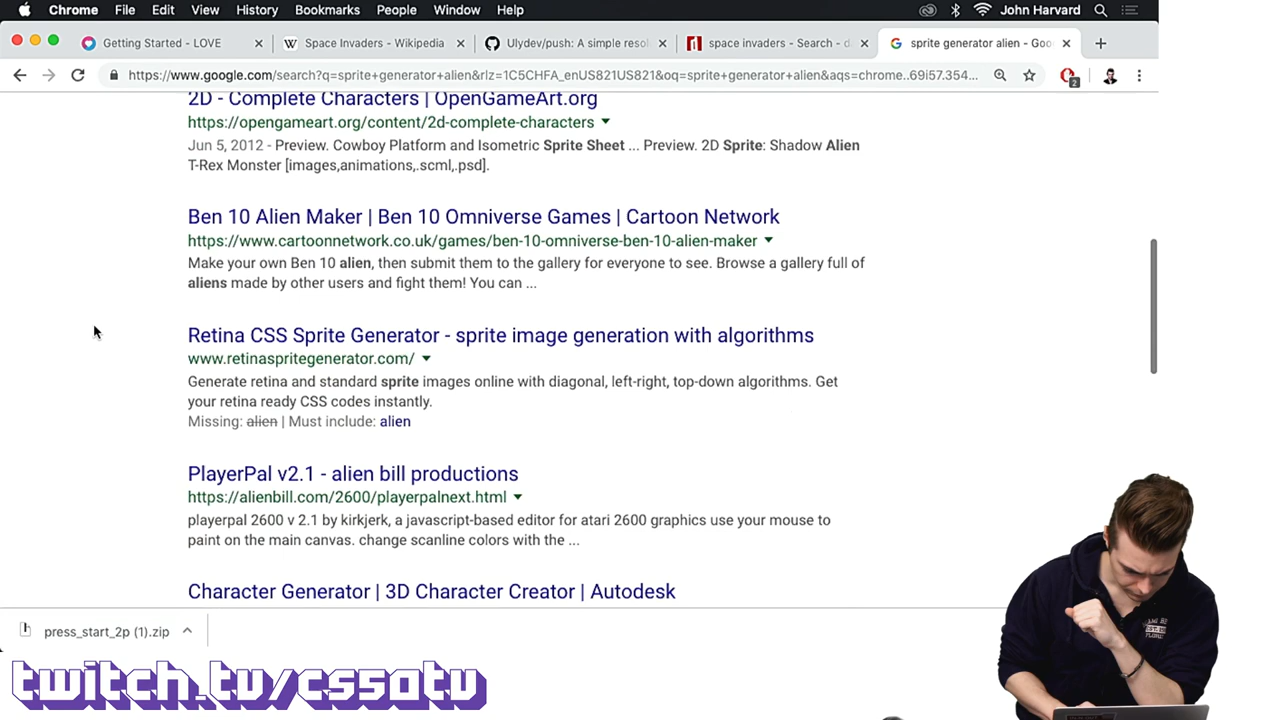 Chrome File Edit View History Bookmarks People Window Help John Harvard
Getting Started - LOVE
Space Invaders - Wikipedia
Ulydev/push: A simple resol
space invaders - Search - d
sprite generator alien - Goo
https://www.google.com/search?q=sprite+generator+alien&rlz=1C5CHFA_enUS821US821&oq=sprite+generator+alien&aqs=chrome..69i57.354...
2
2D - Complete Characters | OpenGameArt.org
https://opengameart.org/content/2d-complete-characters
Jun 5, 2012 - Preview. Cowboy Platform and Isometric Sprite Sheet ... Preview. 2D Sprite: Shadow Alien
T-Rex Monster [images,animations,.scml,.psd].
Ben 10 Alien Maker | Ben 10 Omniverse Games | Cartoon Network
https://www.cartoonnetwork.co.uk/games/ben-10-omniverse-ben-10-alien-maker
Make your own Ben 10 alien, then submit them to the gallery for everyone to see. Browse a gallery full of
aliens made by other users and fight them! You can ...
Retina CSS Sprite Generator - sprite image generation with algorithms
www.retinaspritegenerator.com/
Generate retina and standard sprite images online with diagonal, left-right, top-down algorithms. Get
your retina ready CSS codes instantly.
Missing: alien | Must include: alien
PlayerPal v2.1 - alien bill productions
https://alienbill.com/2600/playerpalnext.html
playerpal 2600 v 2.1 by kirkjerk, a javascript-based editor for atari 2600 graphics use your mouse to
paint on the main canvas. change scanline colors with the ...
Character Generator | 3D Character Creator | Autodesk
press_start_2p (1).zip
twitch.tv/cs50tv